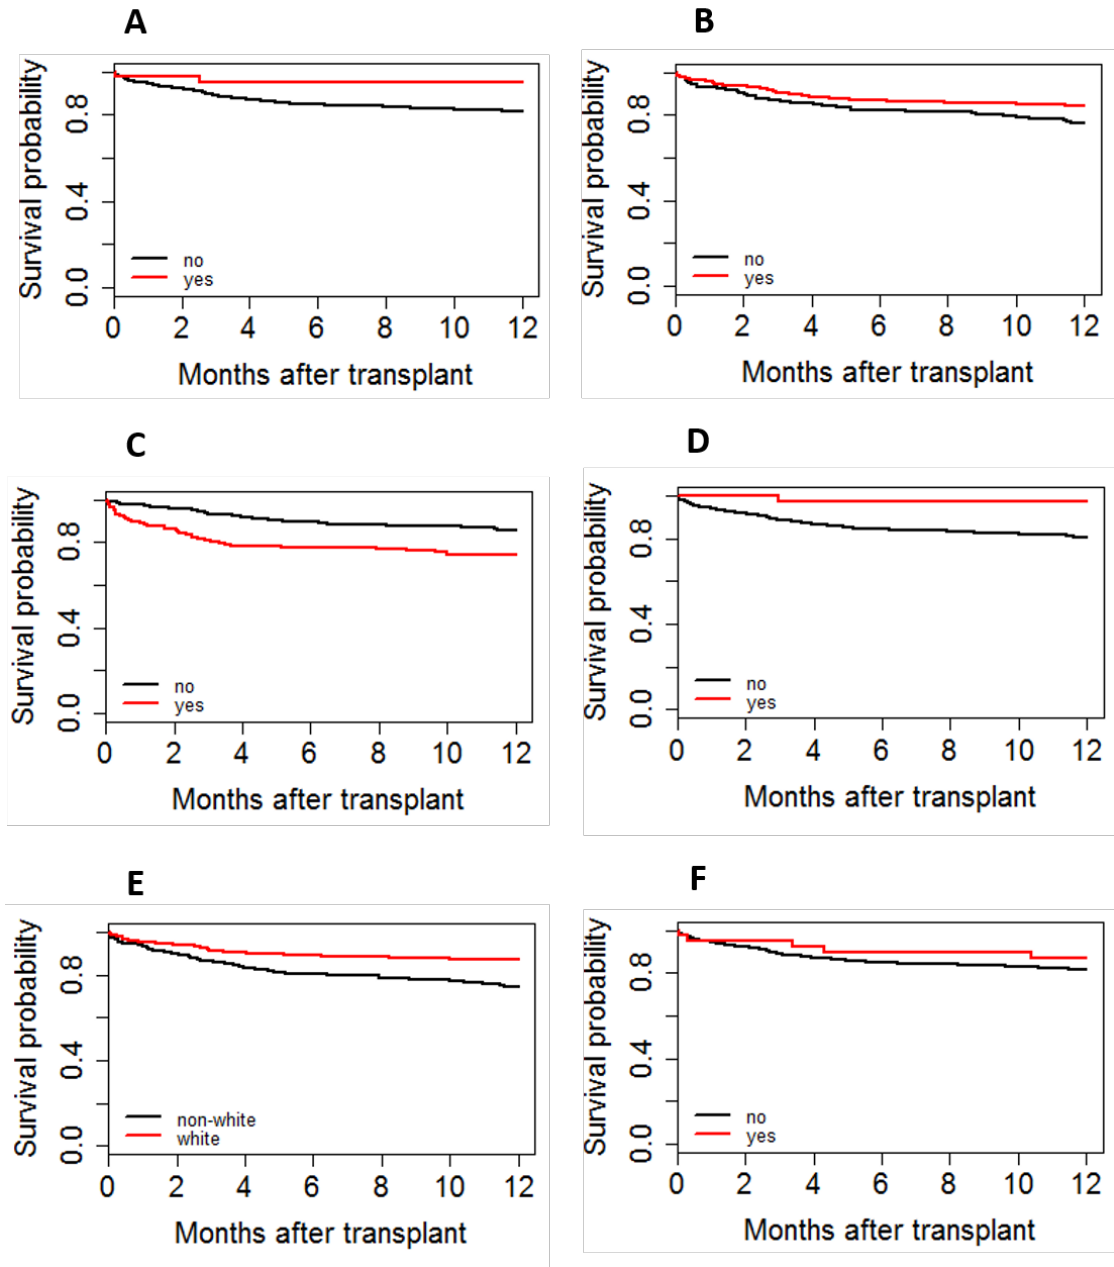 A
Survival probability
0.8
0.4
0.0
no
yes
0 2 4 6 8 10 12
Months after transplant
B
Survival probability
0.8
0.4
0.0
no
yes
0 2 4 6 8 10 12
Months after transplant
C
Survival probability
0.8
0.4
0.0
no
yes
0 2 4 6 8 10 12
Months after transplant
D
Survival probability
0.8
0.4
0.0
no
yes
0 2 4 6 8 10 12
Months after transplant
E
Survival probability
0.8
0.4
0.0
non-white
white
0 2 4 6 8 10 12
Months after transplant
F
Survival probability
0.8
0.4
0.0
no
yes
0 2 4 6 8 10 12
Months after transplant